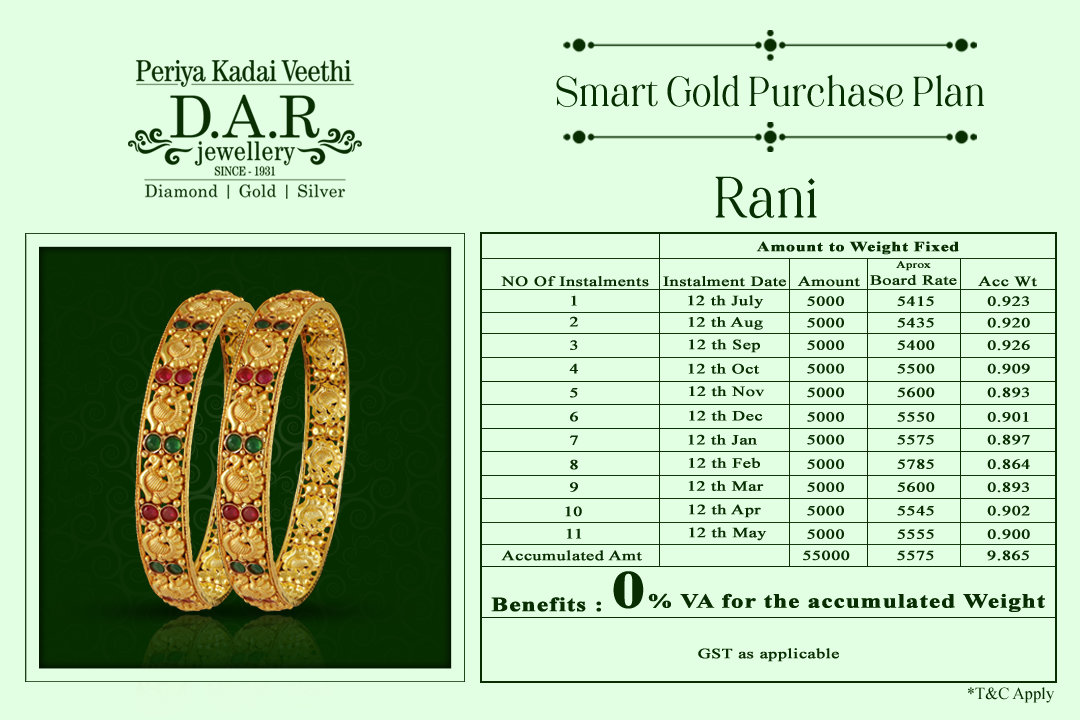 Periya Kadai Veethi
D.A.R
jewellery
SINCE - 1931
Diamond | Gold | Silver
Smart Gold Purchase Plan
Rani
Amount to Weight Fixed
NO Of Instalments Instalment Date Amount Aprox Board Rate Acc Wt
1 12 th July 5000 5415 0.923
2 12 th Aug 5000 5435 0.920
3 12 th Sep 5000 5400 0.926
4 12 th Oct 5000 5500 0.909
5 12 th Nov 5000 5600 0.893
6 12 th Dec 5000 5550 0.901
7 12 th Jan 5000 5575 0.897
8 12 th Feb 5000 5785 0.864
9 12 th Mar 5000 5600 0.893
10 12 th Apr 5000 5545 0.902
11 12 th May 5000 5555 0.900
Accumulated Amt 55000 5575 9.865
Benefits : 0% VA for the accumulated Weight
GST as applicable
*T&C Apply